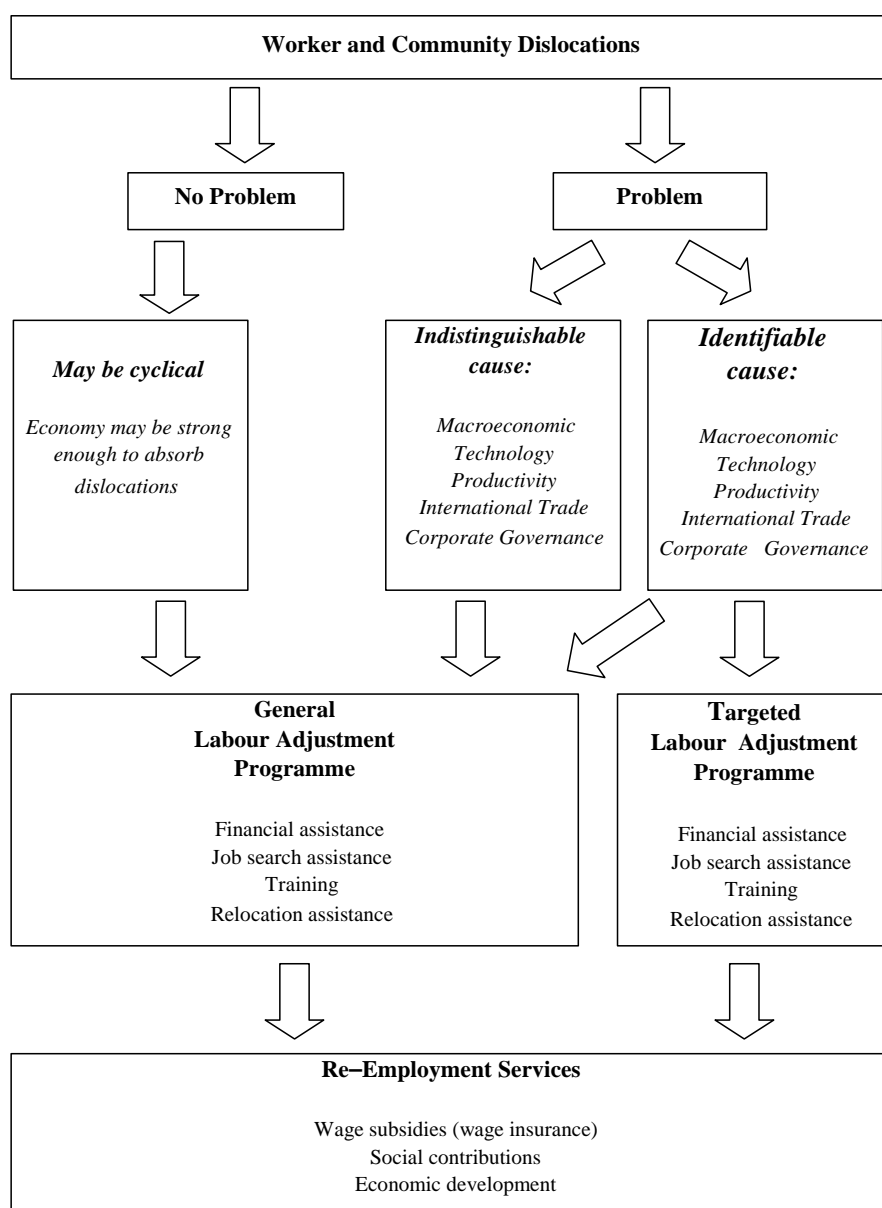 Worker and Community Dislocations
No Problem
Problem
May be cyclical
Economy may be strong
enough to absorb
dislocations
Indistinguishable
cause:
Macroeconomic
Technology
Productivity
International Trade
Corporate Governance
Identifiable
cause:
Macroeconomic
Technology
Productivity
International Trade
Corporate Governance
General
Labour Adjustment
Programme
Financial assistance
Job search assistance
Training
Relocation assistance
Targeted
Labour Adjustment
Programme
Financial assistance
Job search assistance
Training
Relocation assistance
Re–Employment Services
Wage subsidies (wage insurance)
Social contributions
Economic development